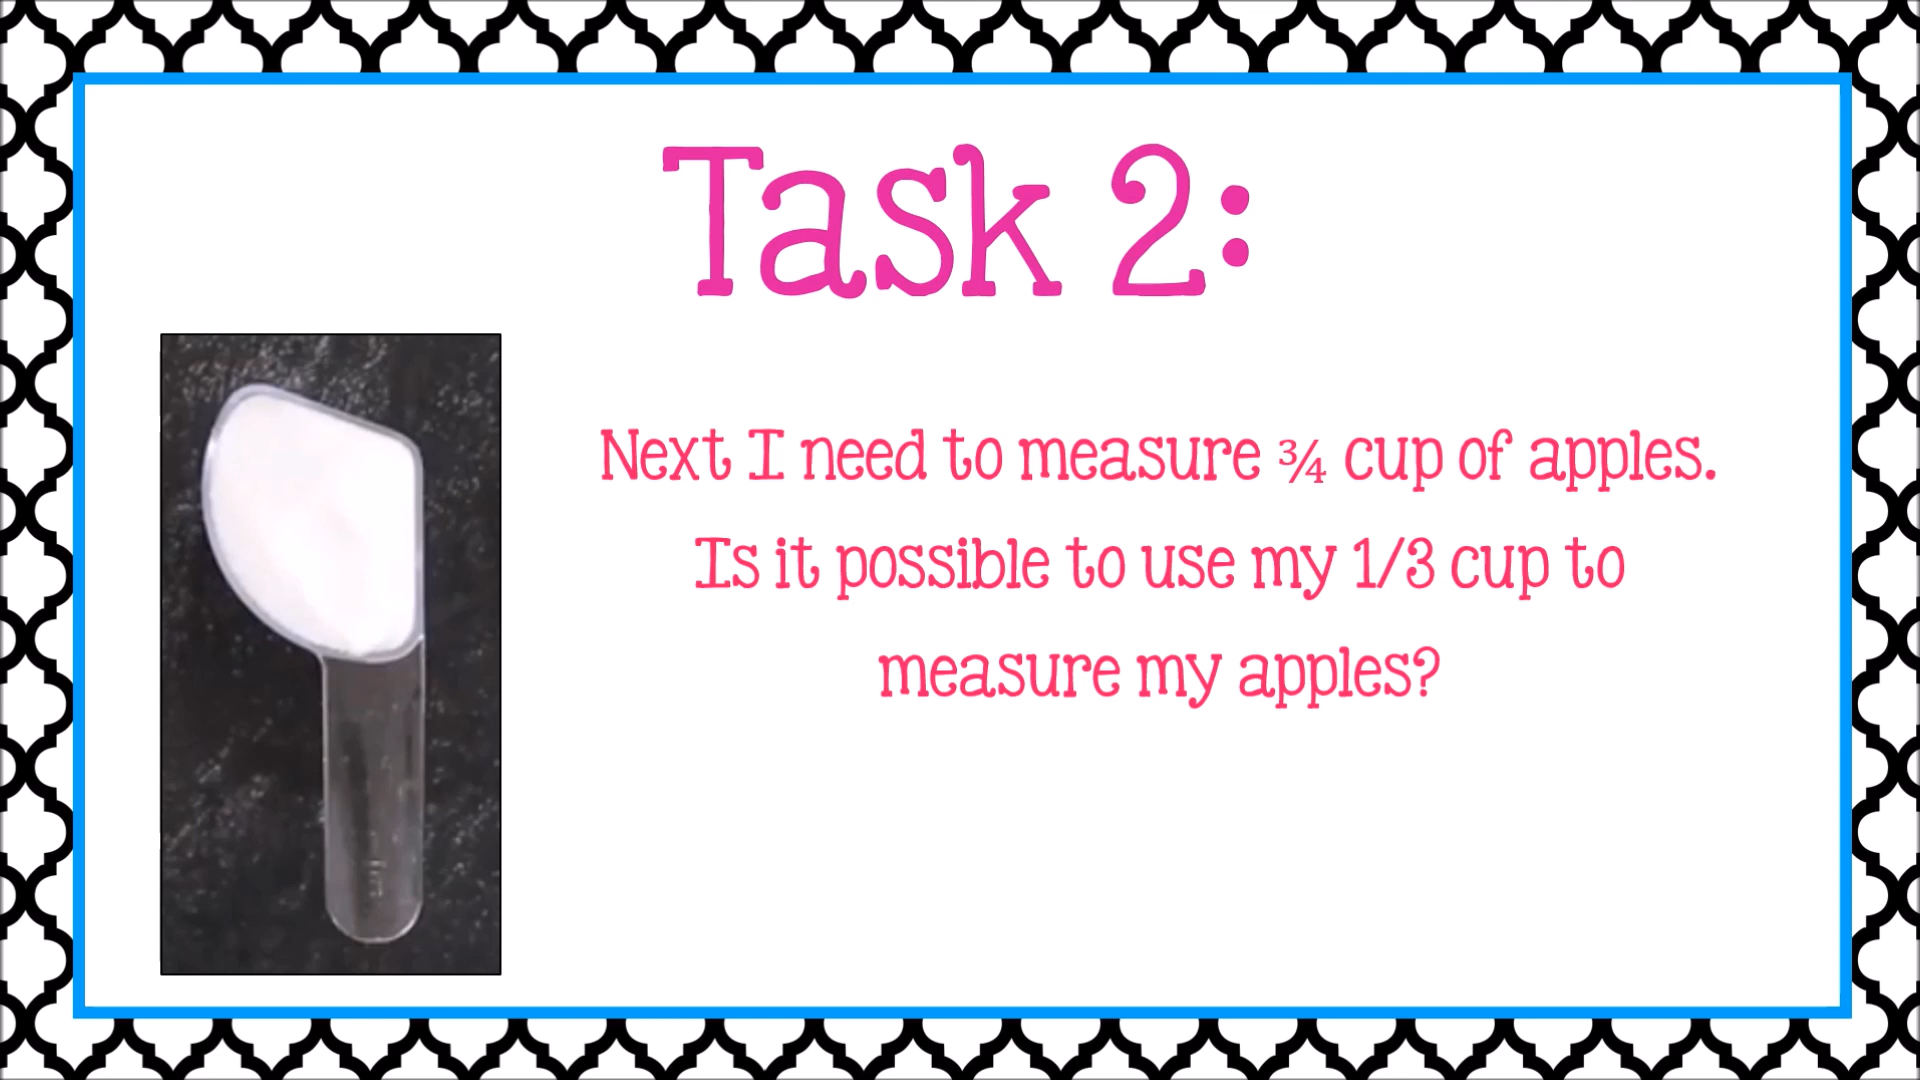 Task 2:
Next I need to measure ¾ cup of apples.
Is it possible to use my 1/3 cup to
measure my apples?